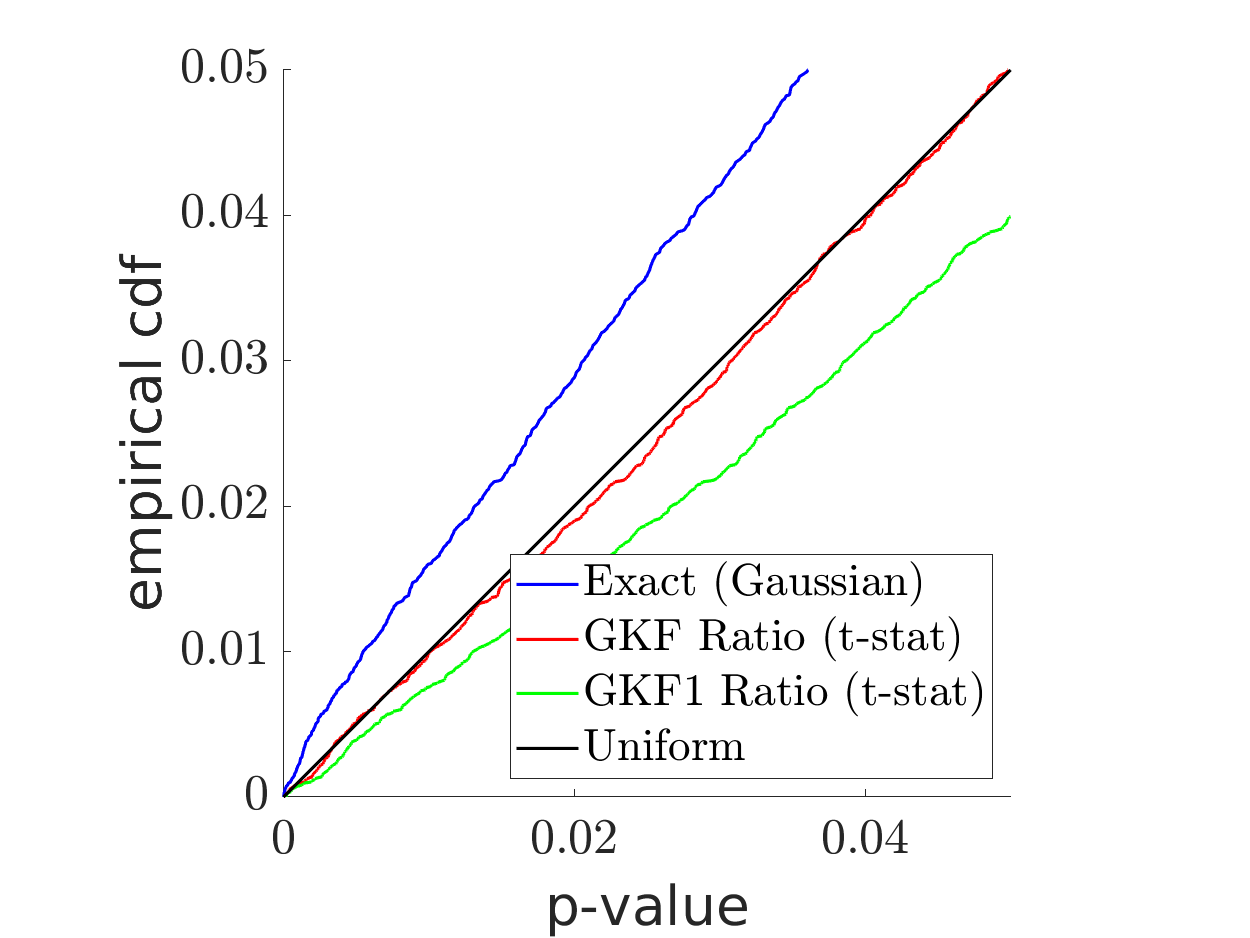 0.05
0.04
0.03
0.02
0.01
0
empirical cdf
Exact (Gaussian)
GKF Ratio (t-stat)
GKF1 Ratio (t-stat)
Uniform
0
0.02
0.04
p-value